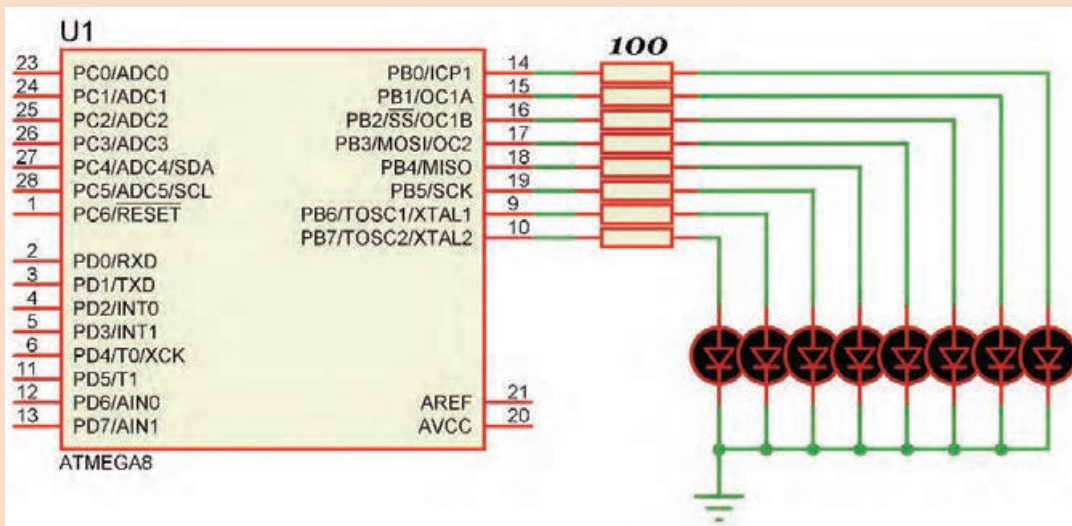 U1
100
23 PC0/ADC0
24 PC1/ADC1
25 PC2/ADC2
26 PC3/ADC3
27 PC4/ADC4/SDA
28 PC5/ADC5/SCL
1 PC6/RESET
2 PD0/RXD
3 PD1/TXD
4 PD2/INT0
5 PD3/INT1
6 PD4/T0/XCK
11 PD5/T1
12 PD6/AIN0
13 PD7/AIN1
PB0/ICP1 14
PB1/OC1A 15
PB2/SS/OC1B 16
PB3/MOSI/OC2 17
PB4/MISO 18
PB5/SCK 19
PB6/TOSC1/XTAL1 9
PB7/TOSC2/XTAL2 10
AREF 21
AVCC 20
ATMEGA8